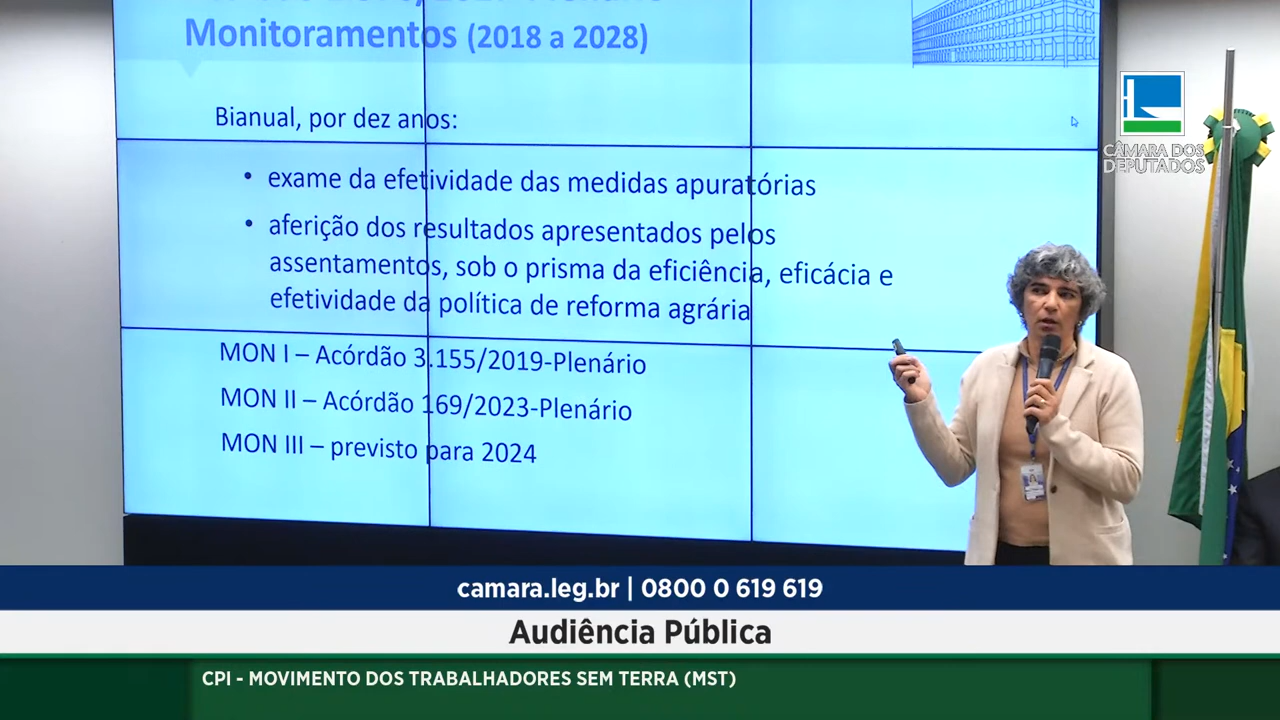 Monitoramentos (2018 a 2028)
Bianual, por dez anos:
• exame da efetividade das medidas apuratórias
• aferição dos resultados apresentados pelos
assentamentos, sob o prisma da eficiência, eficácia e
efetividade da política de reforma agrária
MON I – Acórdão 3.155/2019-Plenário
MON II – Acórdão 169/2023-Plenário
MON III – previsto para 2024
CÂMARA DOS
DEPUTADOS
camara.leg.br | 0800 0 619 619
Audiência Pública
CPI - MOVIMENTO DOS TRABALHADORES SEM TERRA (MST)